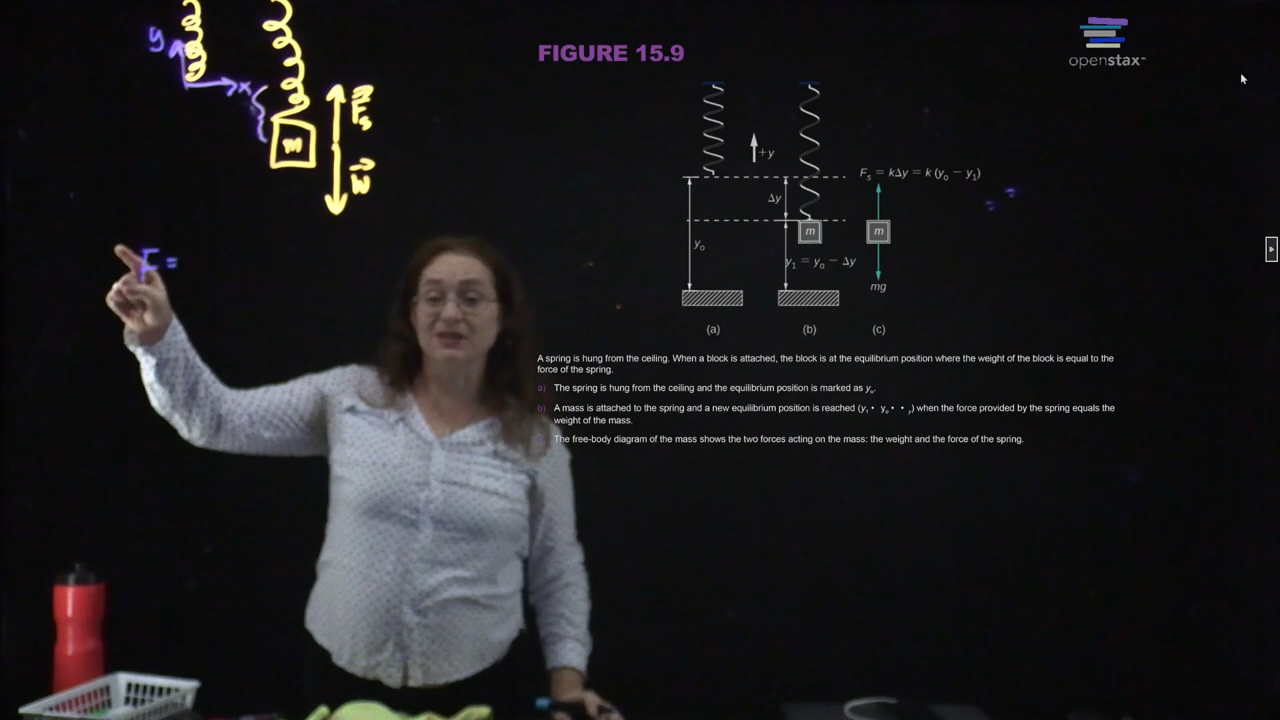 y
x
m
F⃗s
w⃗
F =
FIGURE 15.9
openstax™
+y
Fs = kΔy = k (y₀ − y₁)
Δy
m
m
y₀
y₁ = y₀ − Δy
mg
(a)
(b)
(c)
A spring is hung from the ceiling. When a block is attached, the block is at the equilibrium position where the weight of the block is equal to the
force of the spring.
a) The spring is hung from the ceiling and the equilibrium position is marked as y₀.
b) A mass is attached to the spring and a new equilibrium position is reached (y₁ • y₀ • • ᵧ) when the force provided by the spring equals the
weight of the mass.
The free-body diagram of the mass shows the two forces acting on the mass: the weight and the force of the spring.